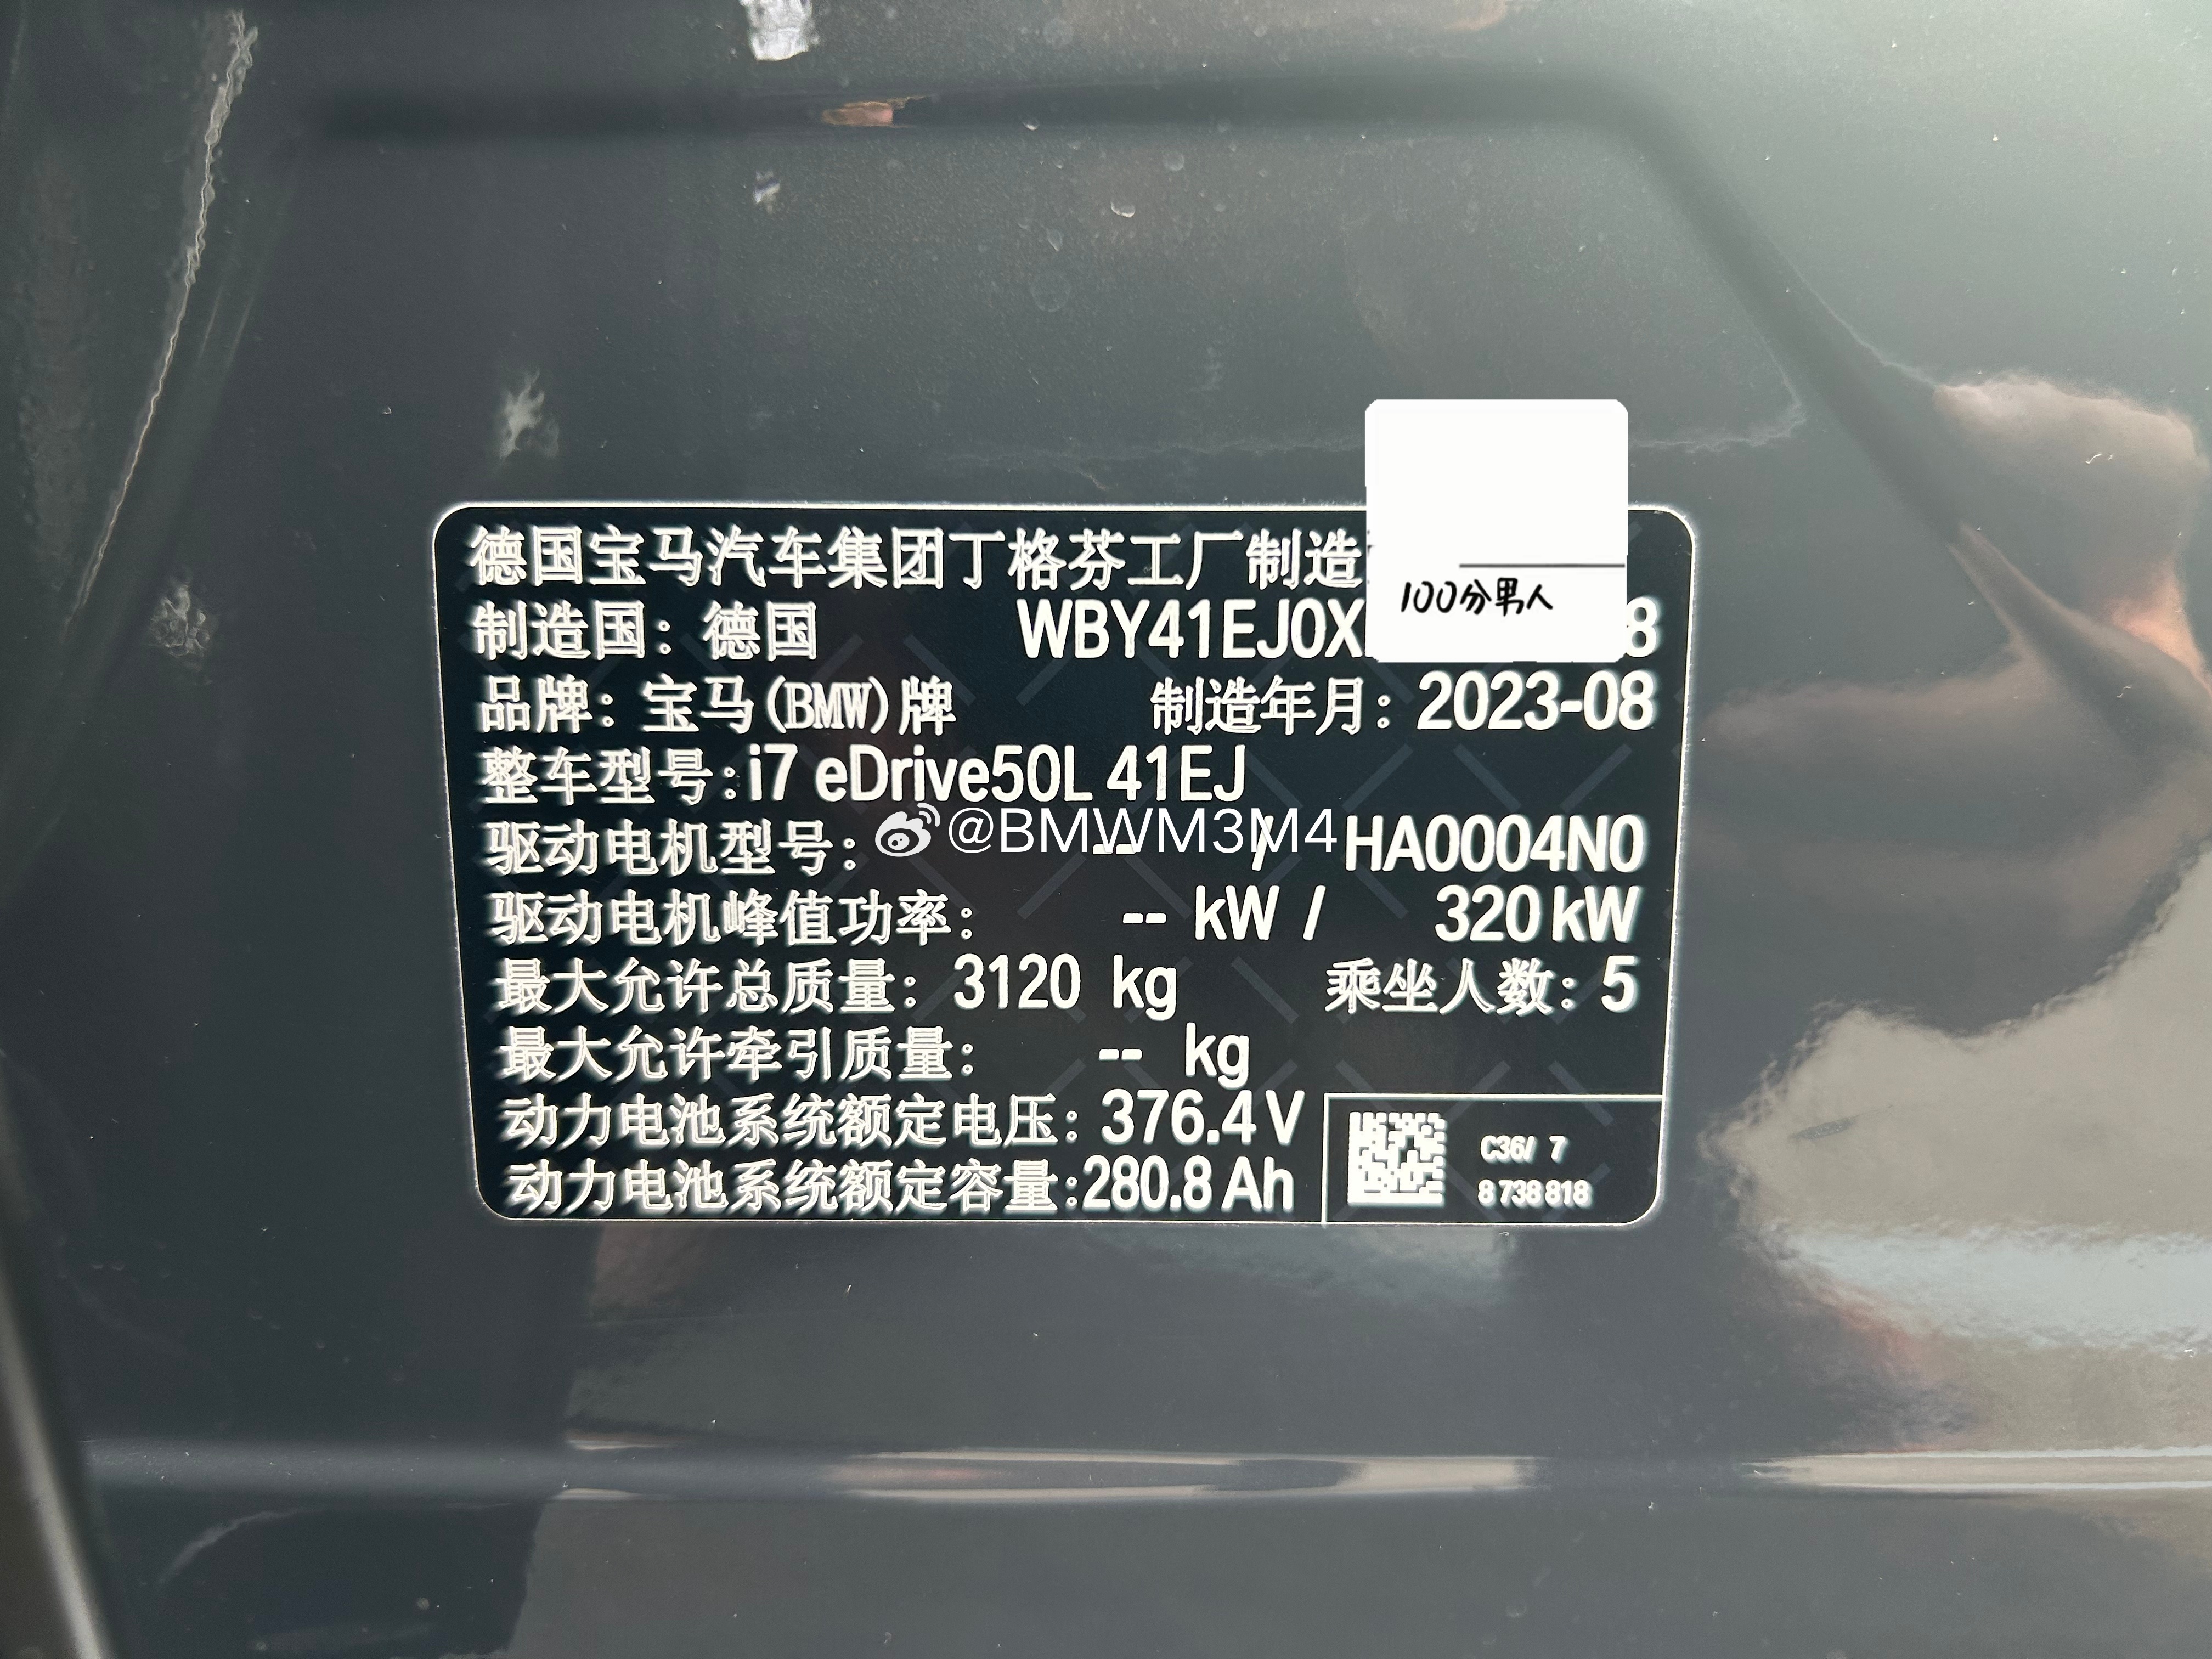 德国宝马汽车集团丁格芬工厂制造
100分男人
制造国：德国 WBY41EJ0X 8
品牌：宝马(BMW)牌 制造年月：2023-08
整车型号:i7 eDrive50L 41EJ
驱动电机型号: -- / HA0004N0
@BMWM3M4
驱动电机峰值功率: -- kW / 320 kW
最大允许总质量：3120 kg 乘坐人数：5
最大允许牵引质量: -- kg
动力电池系统额定电压：376.4 V
C36/ 7
动力电池系统额定容量:280.8 Ah
8 738 818